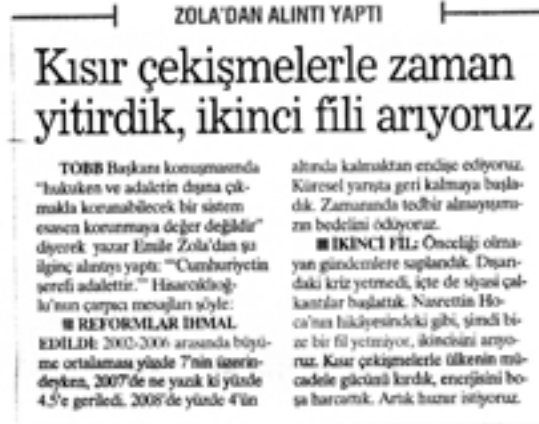 ZOLA'DAN ALINTI YAPTI
Kısır çekişmelerle zaman
yitirdik, ikinci fili arıyoruz
TOBB Başkanı konuşmasında
"hukuken ve adaletin dışına çık-
makla korunabilecek bir sistem
esasen korunmaya değer değildir"
diyerek yazar Emile Zola'dan şu
ilginç alıntıyı yaptı: "'Cumhuriyetin
şerefi adalettir.'" Hisarcıklıoğ-
lu'nun çarpıcı mesajları şöyle:
■ REFORMLAR İHMAL
EDİLDİ: 2002-2006 arasında büyü-
me ortalaması yüzde 7'nin üzerin-
deyken, 2007'de ne yazık ki yüzde
4.5'e geriledi. 2008'de yüzde 4'ün
altında kalmaktan endişe ediyoruz.
Küresel yarışta geri kalmaya başla-
dık. Zamanında tedbir almayışımı-
zın bedelini ödüyoruz.
■ İKİNCİ FİL: Önceliği olma-
yan gündemlere saplandık. Dışarı-
daki kriz yetmedi, içte de siyasi çal-
kantılar başlattık. Nasrettin Ho-
ca'nın hikâyesindeki gibi, şimdi bi-
ze bir fil yetmiyor, ikincisini arıyo-
ruz. Kısır çekişmelerle ülkenin mü-
cadele gücünü kırdık, enerjisini bo-
şa harcattık. Artık huzur istiyoruz.